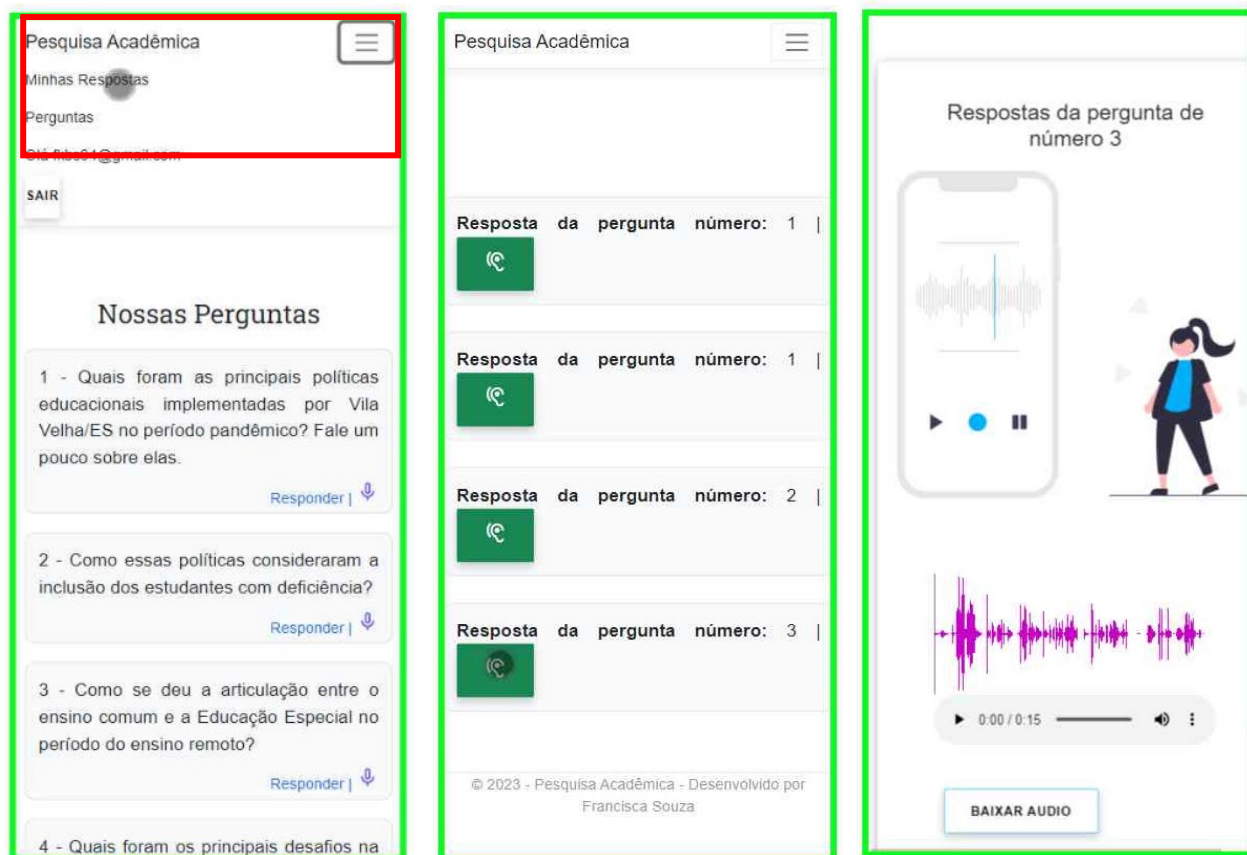 Pesquisa Acadêmica
Minhas Respostas
Perguntas
SAIR
Nossas Perguntas
1 - Quais foram as principais políticas
educacionais implementadas por Vila
Velha/ES no período pandêmico? Fale um
pouco sobre elas.
Responder |
2 - Como essas políticas consideraram a
inclusão dos estudantes com deficiência?
Responder |
3 - Como se deu a articulação entre o
ensino comum e a Educação Especial no
período do ensino remoto?
Responder |
4 - Quais foram os principais desafios na
Pesquisa Acadêmica
Resposta da pergunta número: 1 |
Resposta da pergunta número: 1 |
Resposta da pergunta número: 2 |
Resposta da pergunta número: 3 |
© 2023 - Pesquisa Acadêmica - Desenvolvido por
Francisca Souza
Respostas da pergunta de
número 3
0:00 / 0:15
BAIXAR AUDIO